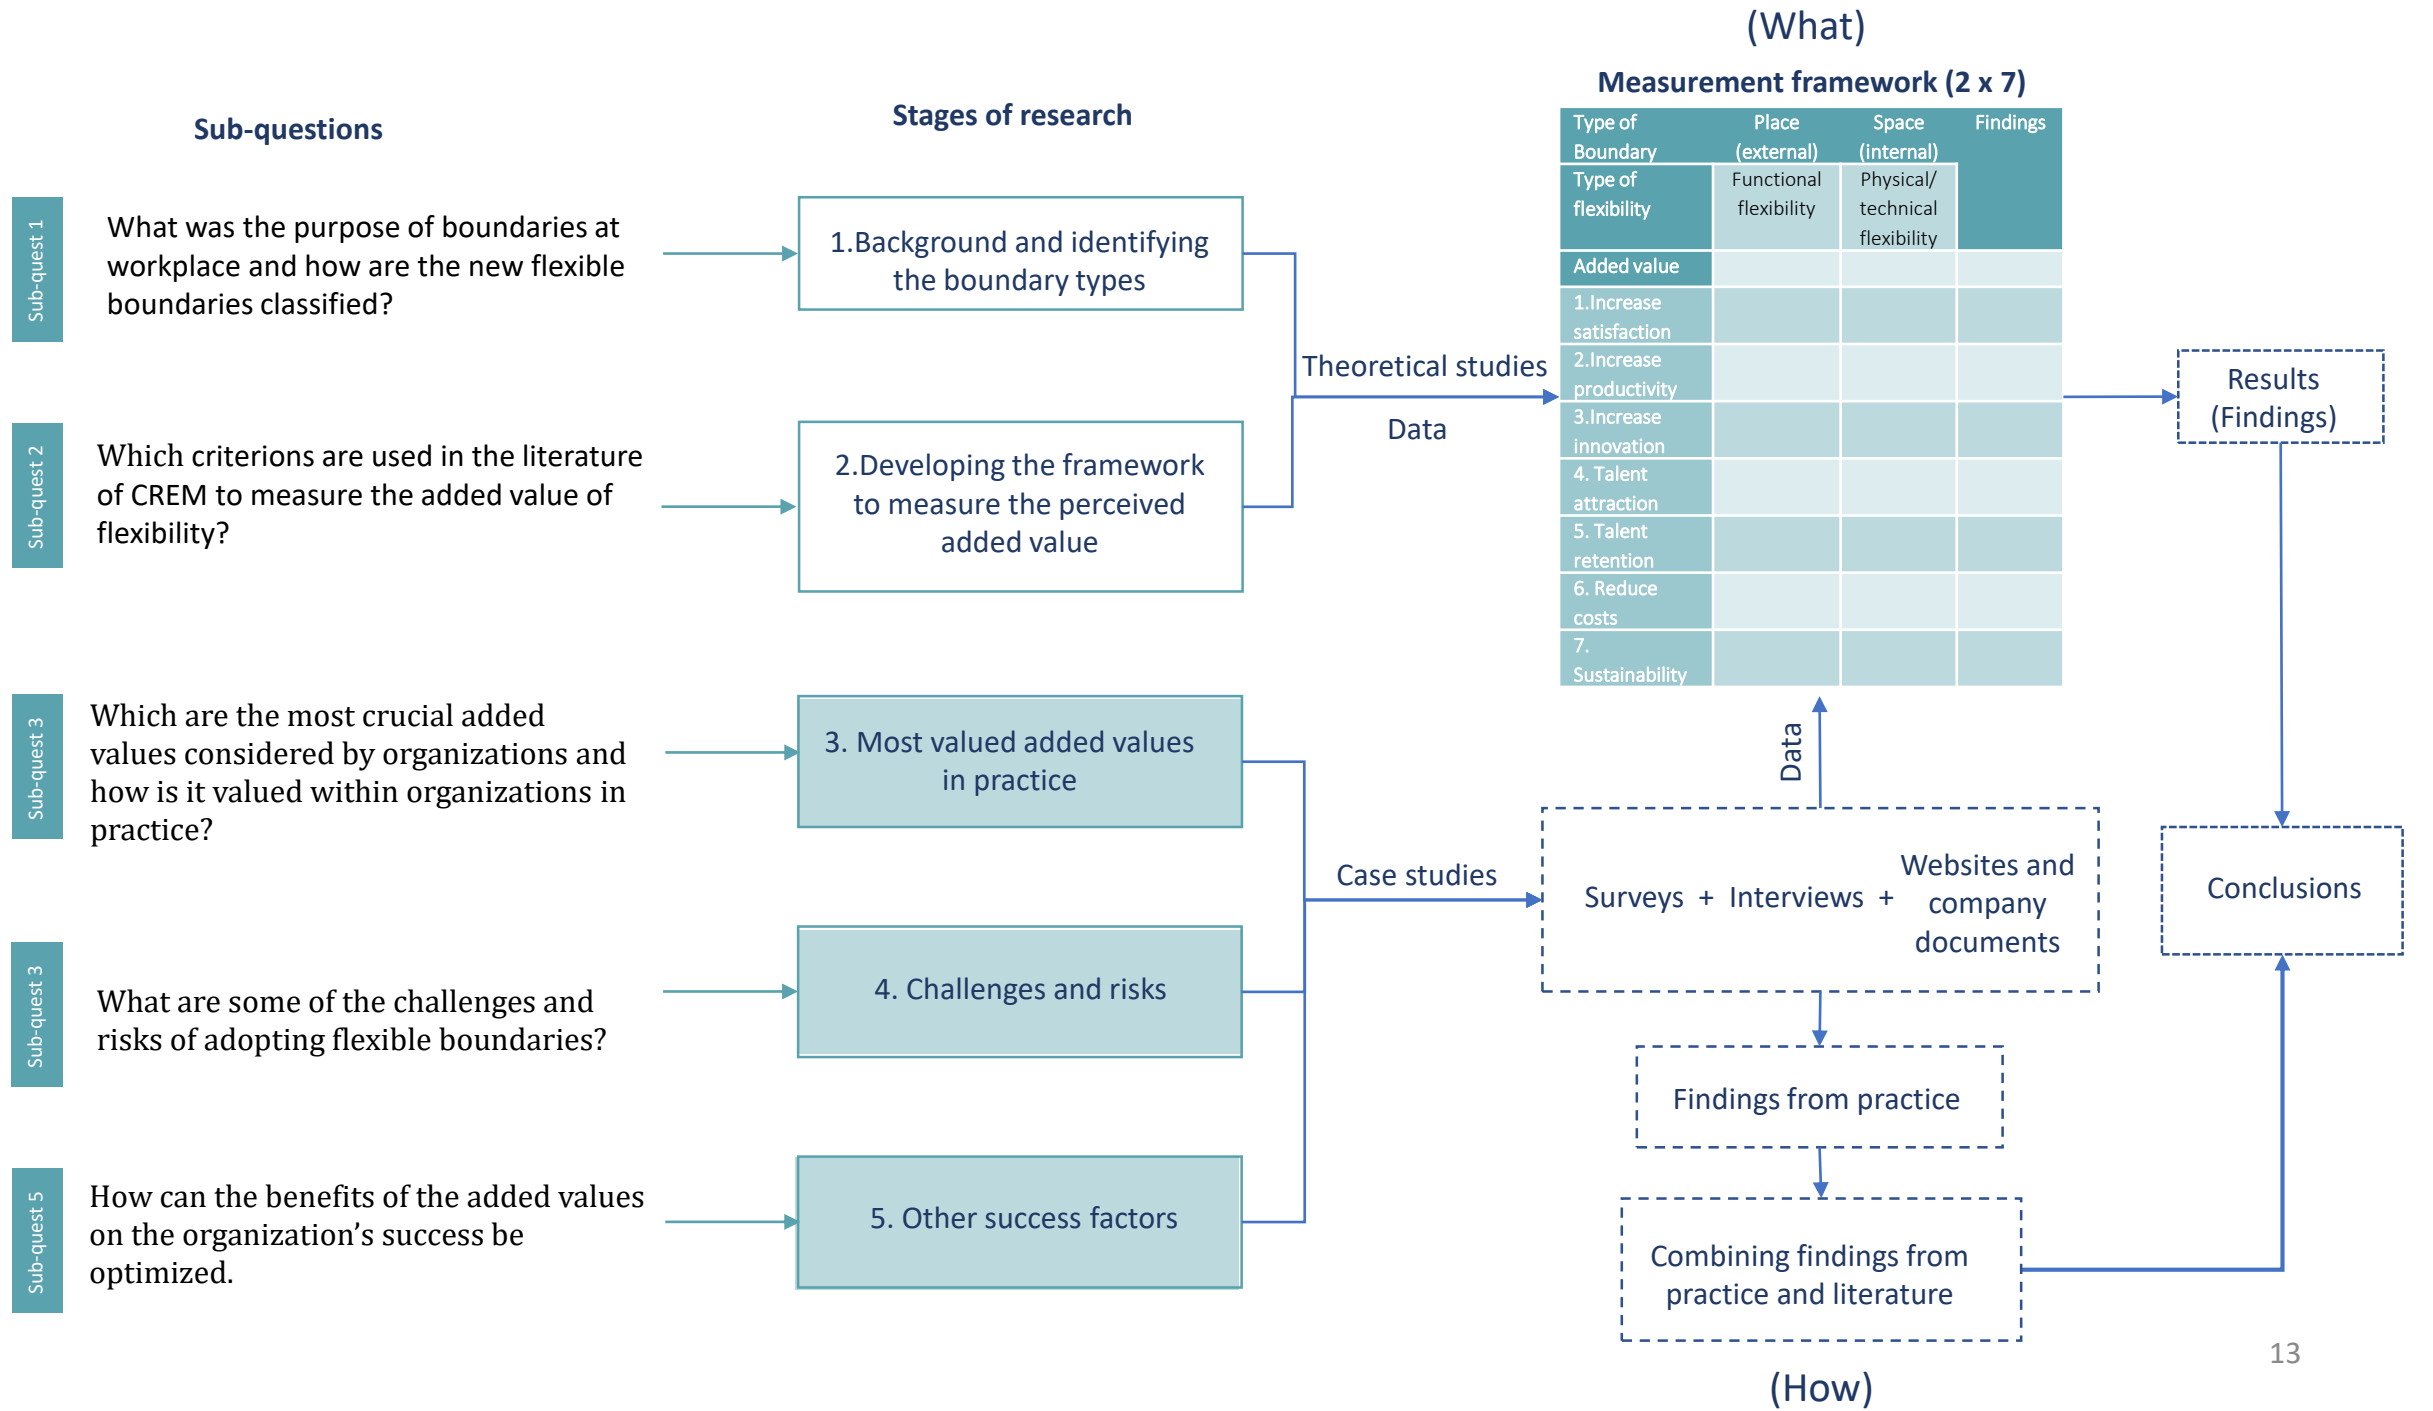 (What)
Measurement framework (2 x 7)
Sub-questions
Stages of research
Sub-quest 1
What was the purpose of boundaries at
workplace and how are the new flexible
boundaries classified?
1.Background and identifying
the boundary types
Sub-quest 2
Which criterions are used in the literature
of CREM to measure the added value of
flexibility?
2.Developing the framework
to measure the perceived
added value
Theoretical studies
Data
Type of
Boundary
Place
(external)
Space
(internal)
Findings
Type of
flexibility
Functional
flexibility
Physical/
technical
flexibility
Added value
1.Increase
satisfaction
2.Increase
productivity
3.Increase
innovation
4. Talent
attraction
5. Talent
retention
6. Reduce
costs
7.
Sustainability
Results
(Findings)
Sub-quest 3
Which are the most crucial added
values considered by organizations and
how is it valued within organizations in
practice?
3. Most valued added values
in practice
Data
Sub-quest 3
What are some of the challenges and
risks of adopting flexible boundaries?
4. Challenges and risks
Case studies
Surveys + Interviews +
Websites and
company
documents
Conclusions
Findings from practice
Sub-quest 5
How can the benefits of the added values
on the organization’s success be
optimized.
5. Other success factors
Combining findings from
practice and literature
13
(How)